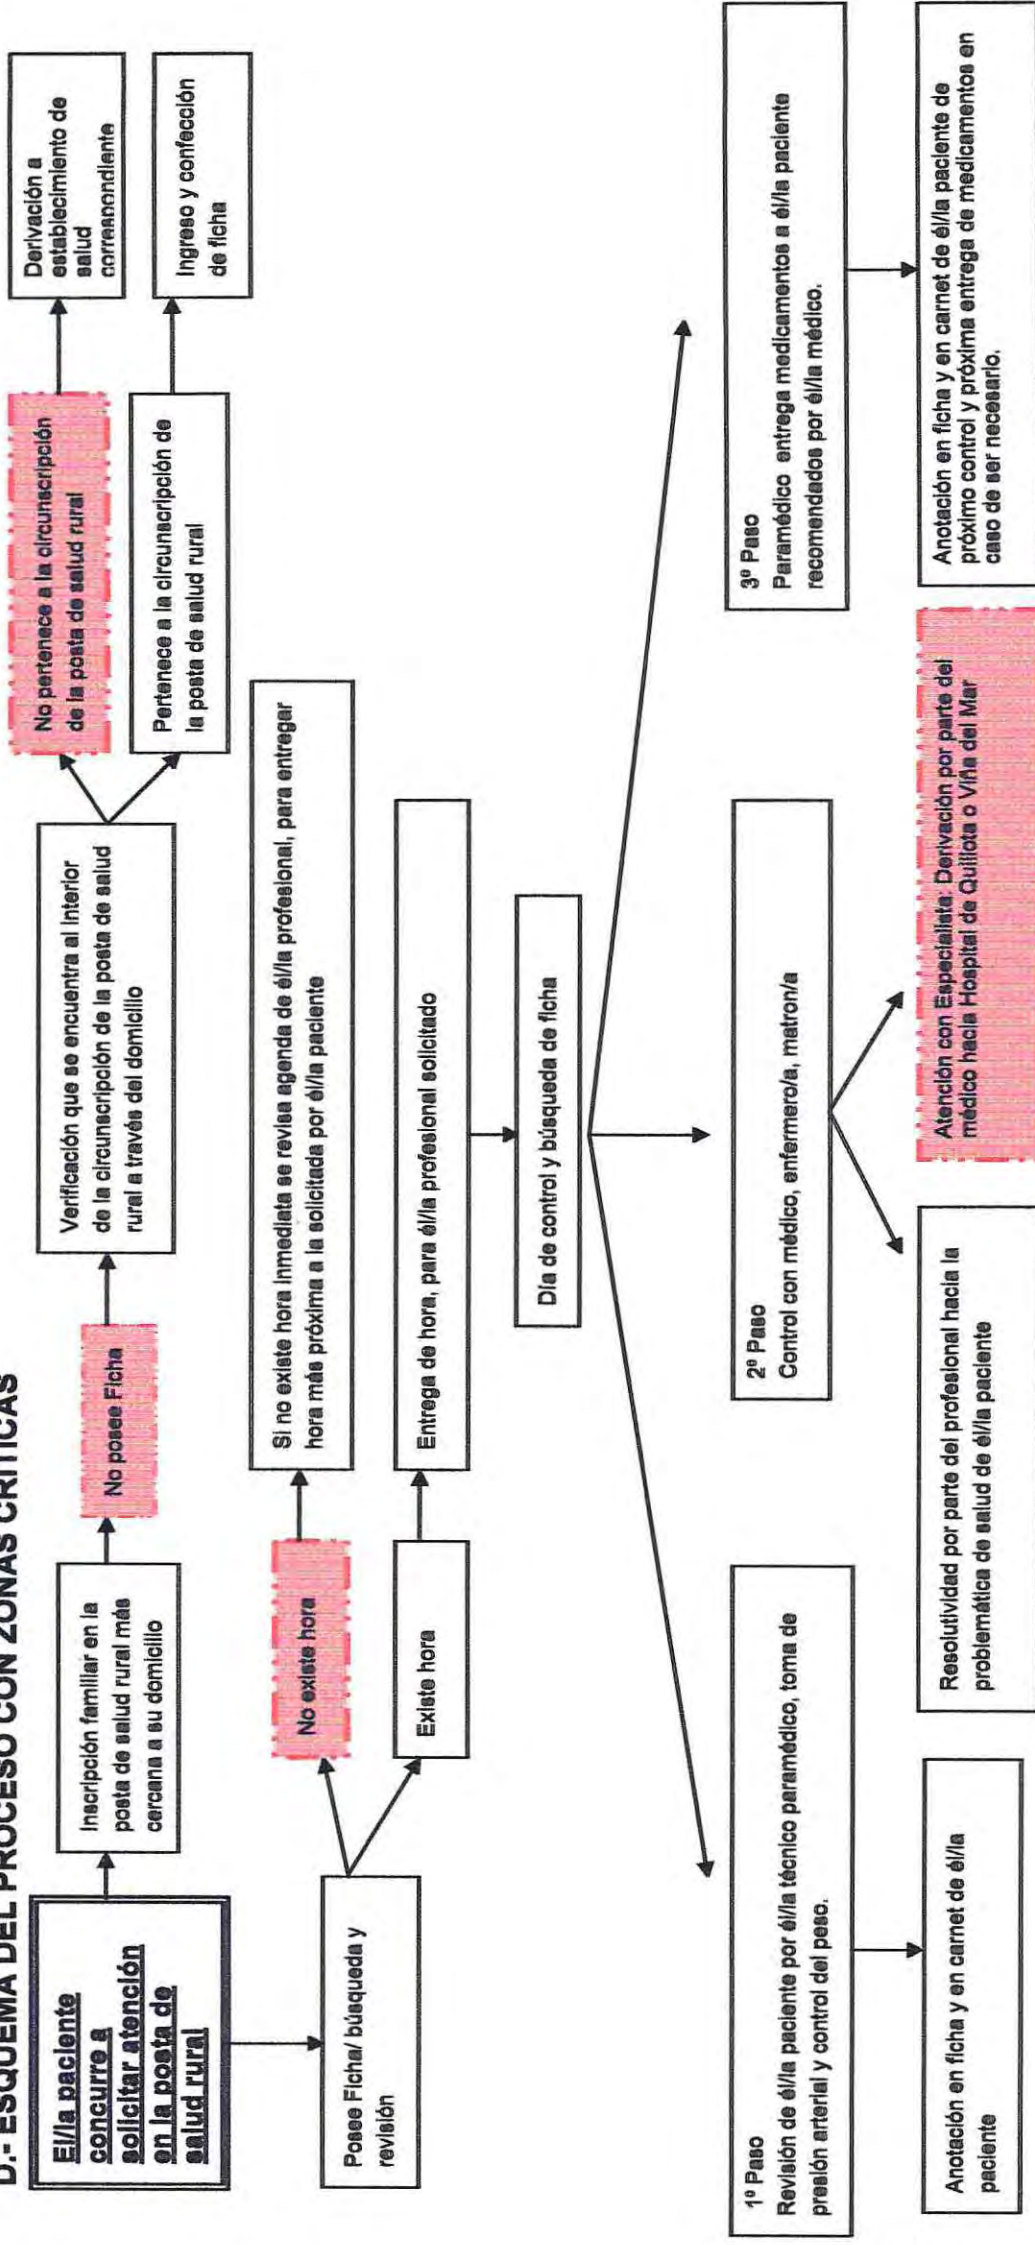 D.- ESQUEMA DEL PROCESO CON ZONAS CRÍTICAS
El/la paciente
concurre a
solicitar atención
en la posta de
salud rural
Inscripción familiar en la
posta de salud rural más
cercana a su domicilio
No posee Ficha
Verificación que se encuentra al interior
de la circunscripción de la posta de salud
rural a través del domicilio
No pertenece a la circunscripción
de la posta de salud rural
Derivación a
establecimiento de
salud
correspondiente
Pertenece a la circunscripción de
la posta de salud rural
Ingreso y confección
de ficha
Posee Ficha/ búsqueda y
revisión
No existe hora
Si no existe hora inmediata se revisa agenda de él/la profesional, para entregar
hora más próxima a la solicitada por él/la paciente
Existe hora
Entrega de hora, para él/la profesional solicitado
Día de control y búsqueda de ficha
1º Paso
Revisión de él/la paciente por él/la técnico paramédico, toma de
presión arterial y control del peso.
Anotación en ficha y en carnet de él/la
paciente
2º Paso
Control con médico, enfermero/a, matron/a
Resolutividad por parte del profesional hacia la
problemática de salud de él/la paciente
Atención con Especialista: Derivación por parte del
médico hacia Hospital de Quillota o Viña del Mar
3º Paso
Paramédico entrega medicamentos a él/la paciente
recomendados por él/la médico.
Anotación en ficha y en carnet de él/la paciente de
próximo control y próxima entrega de medicamentos en
caso de ser necesario.